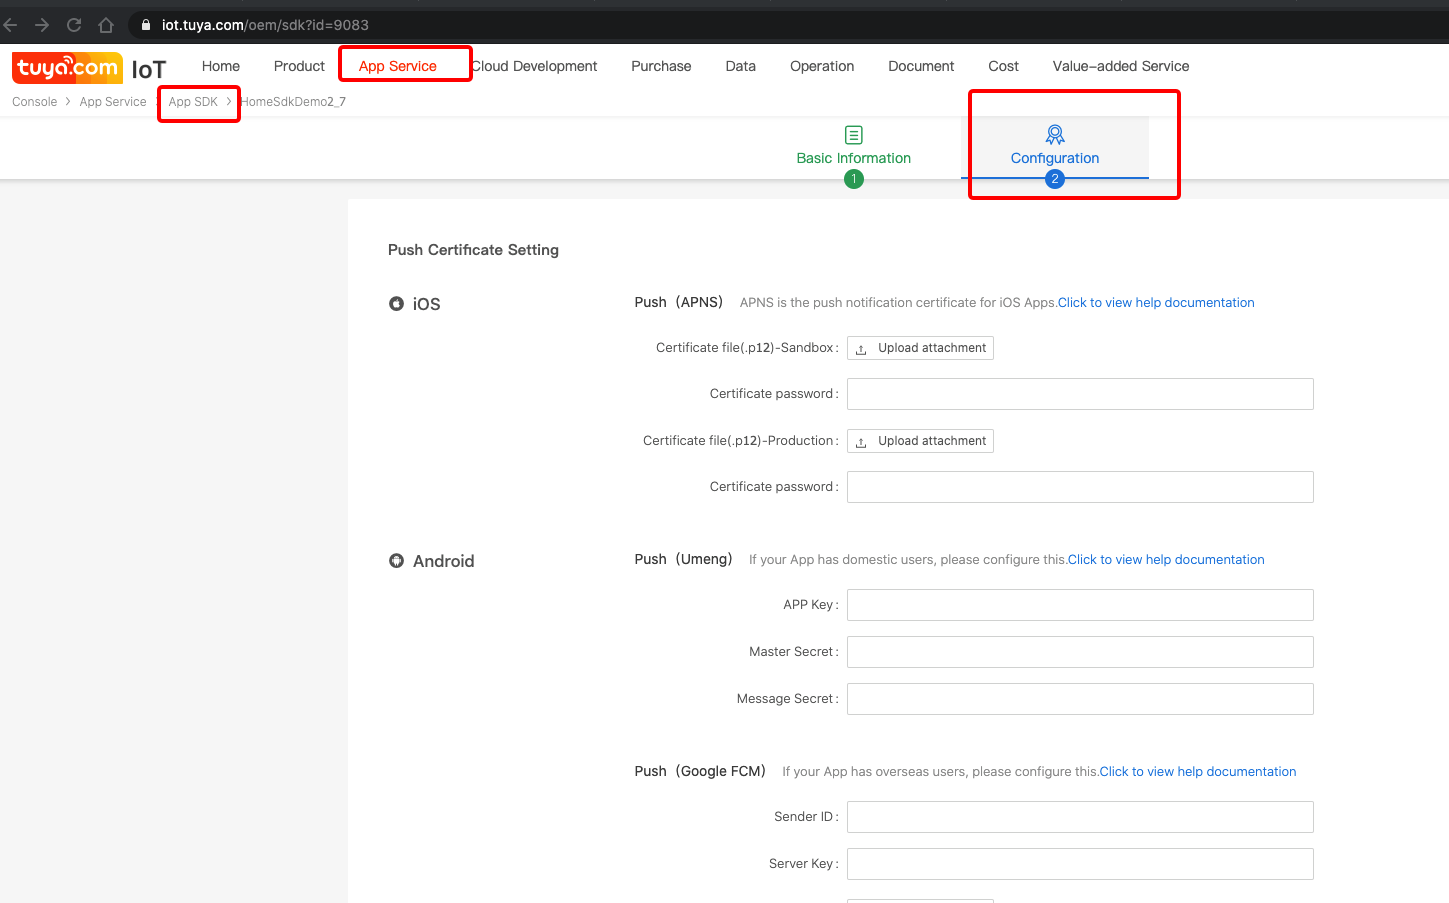 iot.tuya.com/oem/sdk?id=9083
tuya.com IoT Home Product App Service Cloud Development Purchase Data Operation Document Cost Value-added Service
Console > App Service > App SDK > HomeSdkDemo2_7
Basic Information Configuration
1 2
Push Certificate Setting
iOS Push（APNS） APNS is the push notification certificate for iOS Apps.Click to view help documentation
Certificate file(.p12)-Sandbox: Upload attachment
Certificate password:
Certificate file(.p12)-Production: Upload attachment
Certificate password:
Android Push（Umeng） If your App has domestic users, please configure this.Click to view help documentation
APP Key:
Master Secret:
Message Secret:
Push（Google FCM） If your App has overseas users, please configure this.Click to view help documentation
Sender ID:
Server Key: